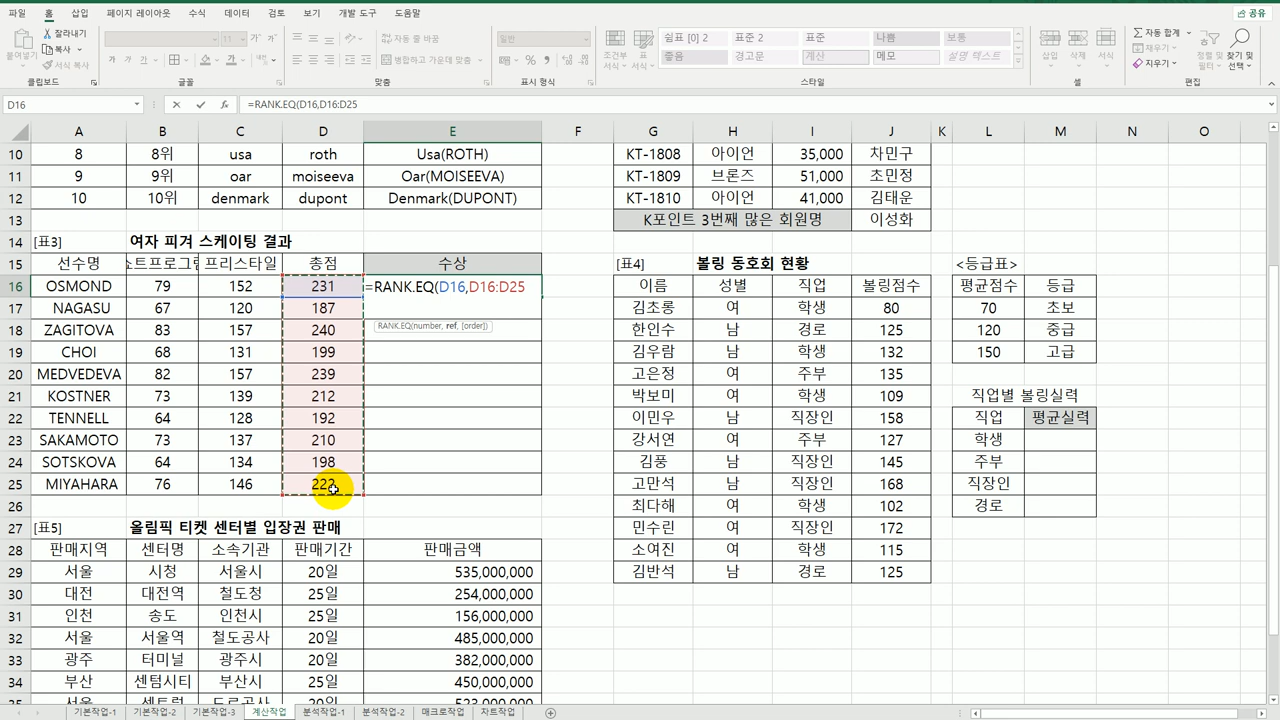 파일 홈 삽입 페이지 레이아웃 수식 데이터 검토 보기 개발 도구 도움말 공유
잘라내기
복사
서식 복사
붙여넣기
클립보드 글꼴 맞춤 표시 형식 스타일 셀 편집
자동 줄 바꿈
병합하고 가운데 맞춤
일반
조건부 서식
표 서식
쉼표 [0] 2 표준 2 표준 나쁨 보통
좋음 경고문 계산 메모 설명 텍스트
삽입 삭제 서식
자동 합계
채우기
지우기
정렬 및 필터
찾기 및 선택
D16 =RANK.EQ(D16,D16:D25
A B C D E F G H I J K L M N O
10 8 8위 usa roth Usa(ROTH) KT-1808 아이언 35,000 차민구
11 9 9위 oar moiseeva Oar(MOISEEVA) KT-1809 브론즈 51,000 초민정
12 10 10위 denmark dupont Denmark(DUPONT) KT-1810 아이언 41,000 김태운
13 K포인트 3번째 많은 회원명 이성화
14 [표3] 여자 피겨 스케이팅 결과
15 선수명 프리스타일 총점 수상 [표4] 볼링 동호회 현황 <등급표>
16 OSMOND 79 152 231 =RANK.EQ(D16,D16:D25 이름 성별 직업 볼링점수 평균점수 등급
17 NAGASU 67 120 187 김초롱 여 학생 80 70 초보
RANK.EQ(number, ref, [order])
18 ZAGITOVA 83 157 240 한인수 남 경로 125 120 중급
19 CHOI 68 131 199 김우람 남 학생 132 150 고급
20 MEDVEDEVA 82 157 239 고은정 여 주부 135
21 KOSTNER 73 139 212 박보미 여 학생 109 직업별 볼링실력
22 TENNELL 64 128 192 이민우 남 직장인 158 직업 평균실력
23 SAKAMOTO 73 137 210 강서연 여 주부 127 학생
24 SOTSKOVA 64 134 198 김풍 남 직장인 145 주부
25 MIYAHARA 76 146 222 고만석 남 직장인 168 직장인
26 최다해 여 학생 102 경로
27 [표5] 올림픽 티켓 센터별 입장권 판매 민수린 여 직장인 172
28 판매지역 센터명 소속기관 판매기간 판매금액 소여진 여 학생 115
29 서울 시청 서울시 20일 535,000,000 김반석 남 경로 125
30 대전 대전역 철도청 25일 254,000,000
31 인천 송도 인천시 25일 156,000,000
32 서울 서울역 철도공사 20일 485,000,000
33 광주 터미널 광주시 20일 382,000,000
34 부산 센텀시티 부산시 25일 450,000,000
기본작업-1 기본작업-2 기본작업-3 계산작업 분석작업-1 분석작업-2 매크로작업 차트작업